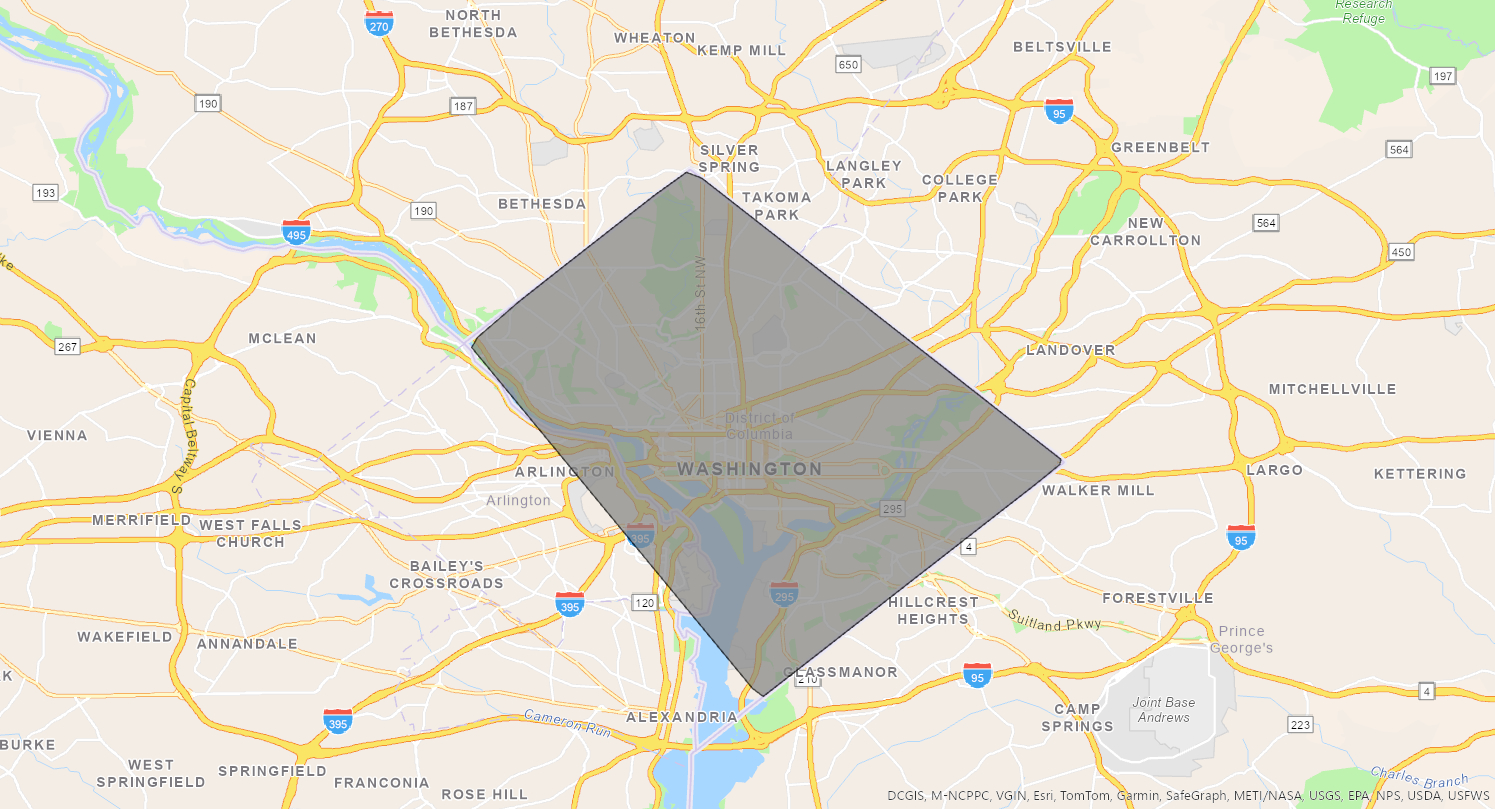 Research
Refuge
270
NORTH
BETHESDA
WHEATON
KEMP MILL
BELTSVILLE
650
197
190
187
95
SILVER
SPRING
GREENBELT
564
LANGLEY
PARK
COLLEGE
PARK
193
BETHESDA
TAKOMA
PARK
190
495
NEW
CARROLLTON
564
450
16th St NW
MCLEAN
267
LANDOVER
MITCHELLVILLE
Capital Beltway S
VIENNA
District of
Columbia
ARLINGTON
WASHINGTON
LARGO
KETTERING
Arlington
WALKER MILL
295
MERRIFIELD
WEST FALLS
CHURCH
395
4
95
BAILEY'S
CROSSROADS
395
120
295
HILLCREST
HEIGHTS
FORESTVILLE
Suitland Pkwy
WAKEFIELD
ANNANDALE
Prince
George's
GLASSMANOR
210
95
4
395
Cameron Run
ALEXANDRIA
CAMP
SPRINGS
Joint Base
Andrews
223
BURKE
WEST
SPRINGFIELD
SPRINGFIELD
FRANCONIA
ROSE HILL
Charles Branch
DCGIS, M-NCPPC, VGIN, Esri, TomTom, Garmin, SafeGraph, METI/NASA, USGS, EPA, NPS, USDA, USFWS